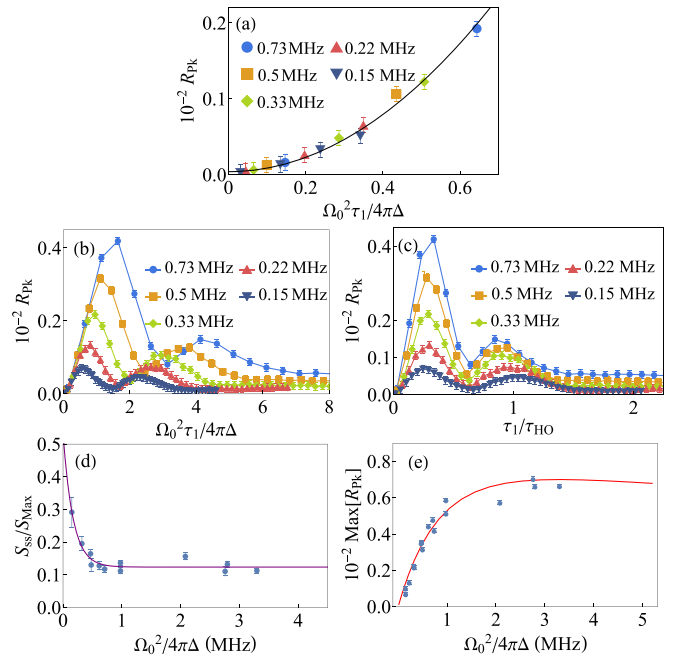 (a)
0.73 MHz 0.22 MHz
0.5 MHz 0.15 MHz
0.33 MHz
10⁻² R_Pk
0.2
0.1
0.0
0 0.2 0.4 0.6
Ω₀²τ₁/4πΔ
(b)
0.73 MHz 0.22 MHz
0.5 MHz 0.15 MHz
0.33 MHz
10⁻² R_Pk
0.4
0.2
0.0
0 2 4 6 8
Ω₀²τ₁/4πΔ
(c)
0.73 MHz 0.22 MHz
0.5 MHz 0.15 MHz
0.33 MHz
10⁻² R_Pk
0.4
0.2
0.1
0.0
0 1 2
τ₁/τ_HO
(d)
S_ss/S_Max
0.5
0.4
0.3
0.2
0.1
0
0 1 2 3 4
Ω₀²/4πΔ (MHz)
(e)
10⁻² Max[R_Pk]
0.8
0.6
0.4
0.2
0.0
0 1 2 3 4 5
Ω₀²/4πΔ (MHz)